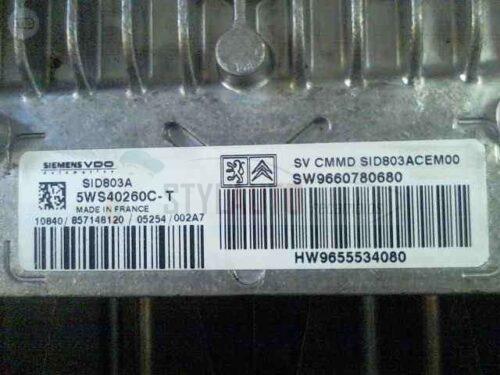 SIEMENS VDO
Automotive
SID803A
5WS40260C-T
MADE IN FRANCE
10840/857148120/05254/002A7
SV CMMD SID803ACEM00
SW9660780680
HW9655534080